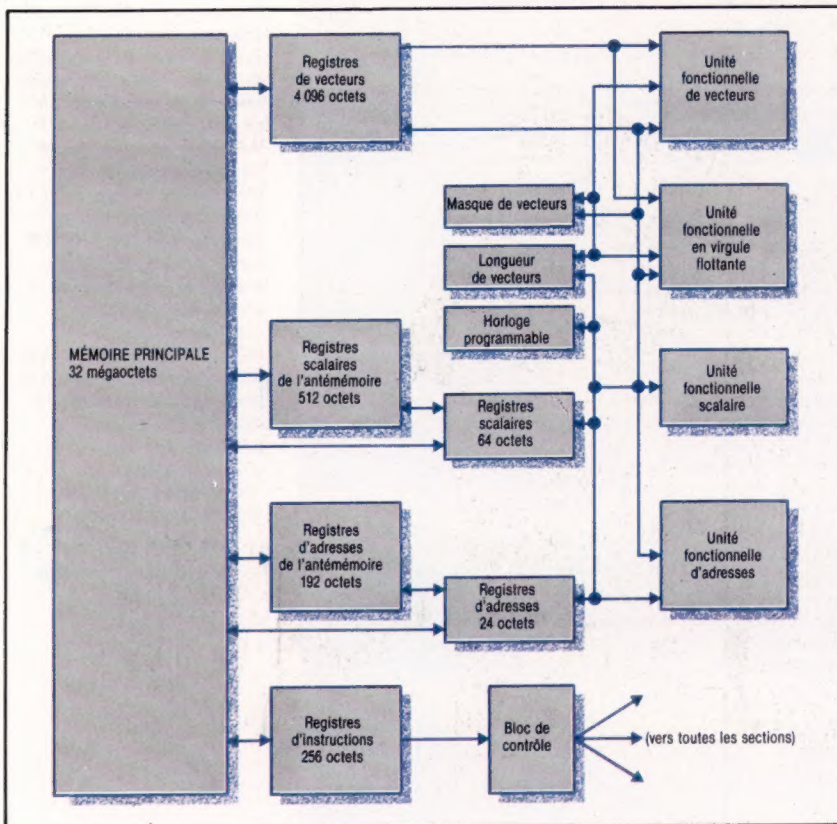 MÉMOIRE PRINCIPALE
32 mégaoctets
Registres
de vecteurs
4 096 octets
Unité
fonctionnelle
de vecteurs
Masque de vecteurs
Longueur
de vecteurs
Horloge
programmable
Unité
fonctionnelle
en virgule
flottante
Registres
scalaires
de l'antémémoire
512 octets
Registres
scalaires
64 octets
Unité
fonctionnelle
scalaire
Registres
d'adresses
de l'antémémoire
192 octets
Registres
d'adresses
24 octets
Unité
fonctionnelle
d'adresses
Registres
d'instructions
256 octets
Bloc de
contrôle
(vers toutes les sections)